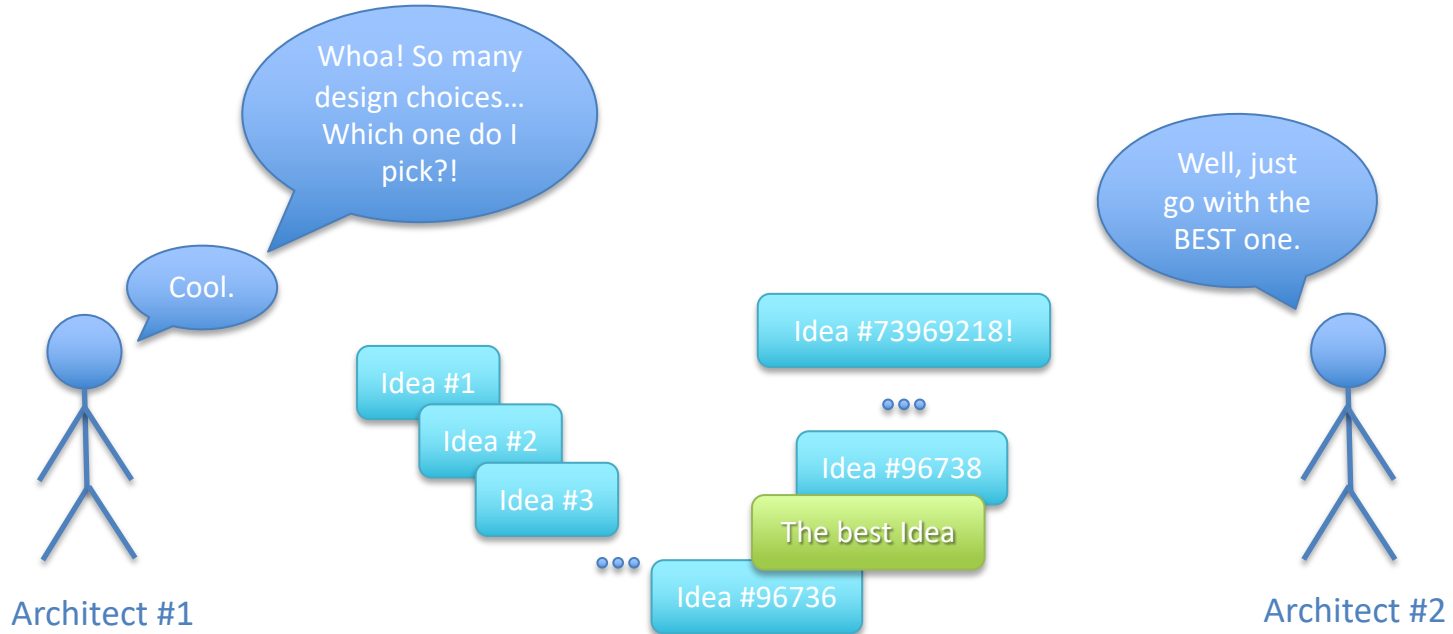 Whoa! So many
design choices...
Which one do I
pick?!
Well, just
go with the
BEST one.
Cool.
Idea #1
Idea #2
Idea #3
Idea #96736
The best Idea
Idea #96738
Idea #73969218!
Architect #1
Architect #2